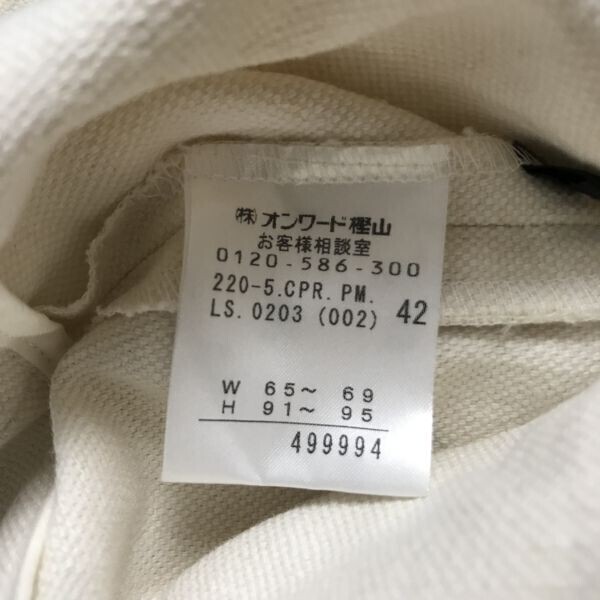 ㈱オンワード樫山
お客様相談室
0120-586-300
220-5.CPR.PM.
LS.0203 (002) 42
W 65〜 69
H 91〜 95
499994